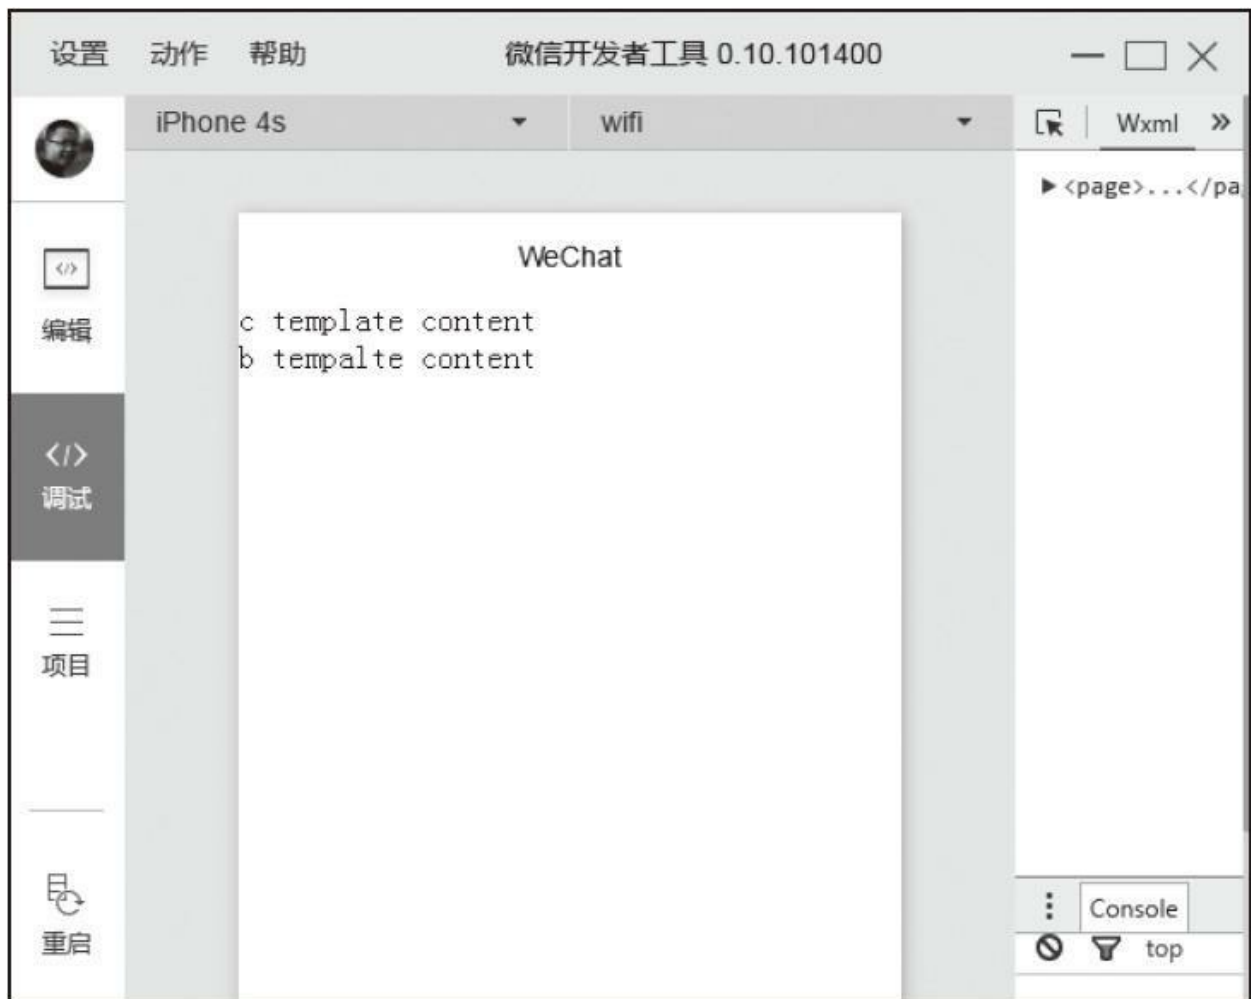 设置 动作 帮助 微信开发者工具 0.10.101400
iPhone 4s wifi Wxml »
<page>...</pa
WeChat
</>
编辑
c template content
b tempalte content
</>
调试
项目
重启
Console
top